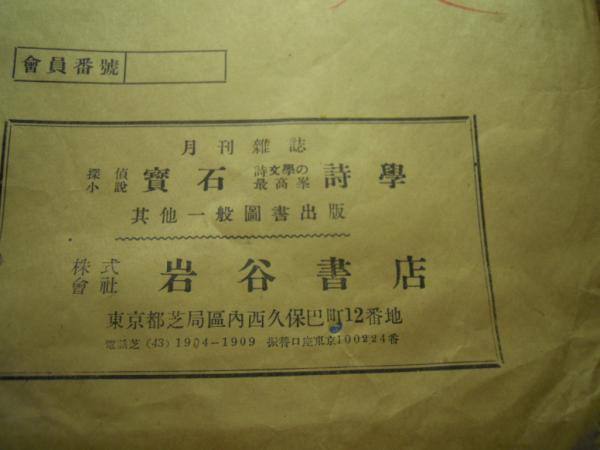 會員番號
月刊雜誌
探偵小說 寶石 詩文學の最高峯 詩學
其他一般圖書出版
株式會社 岩谷書店
東京都芝局區內西久保巴町12番地
電話芝(43)1904-1909 振替口座東京100224番